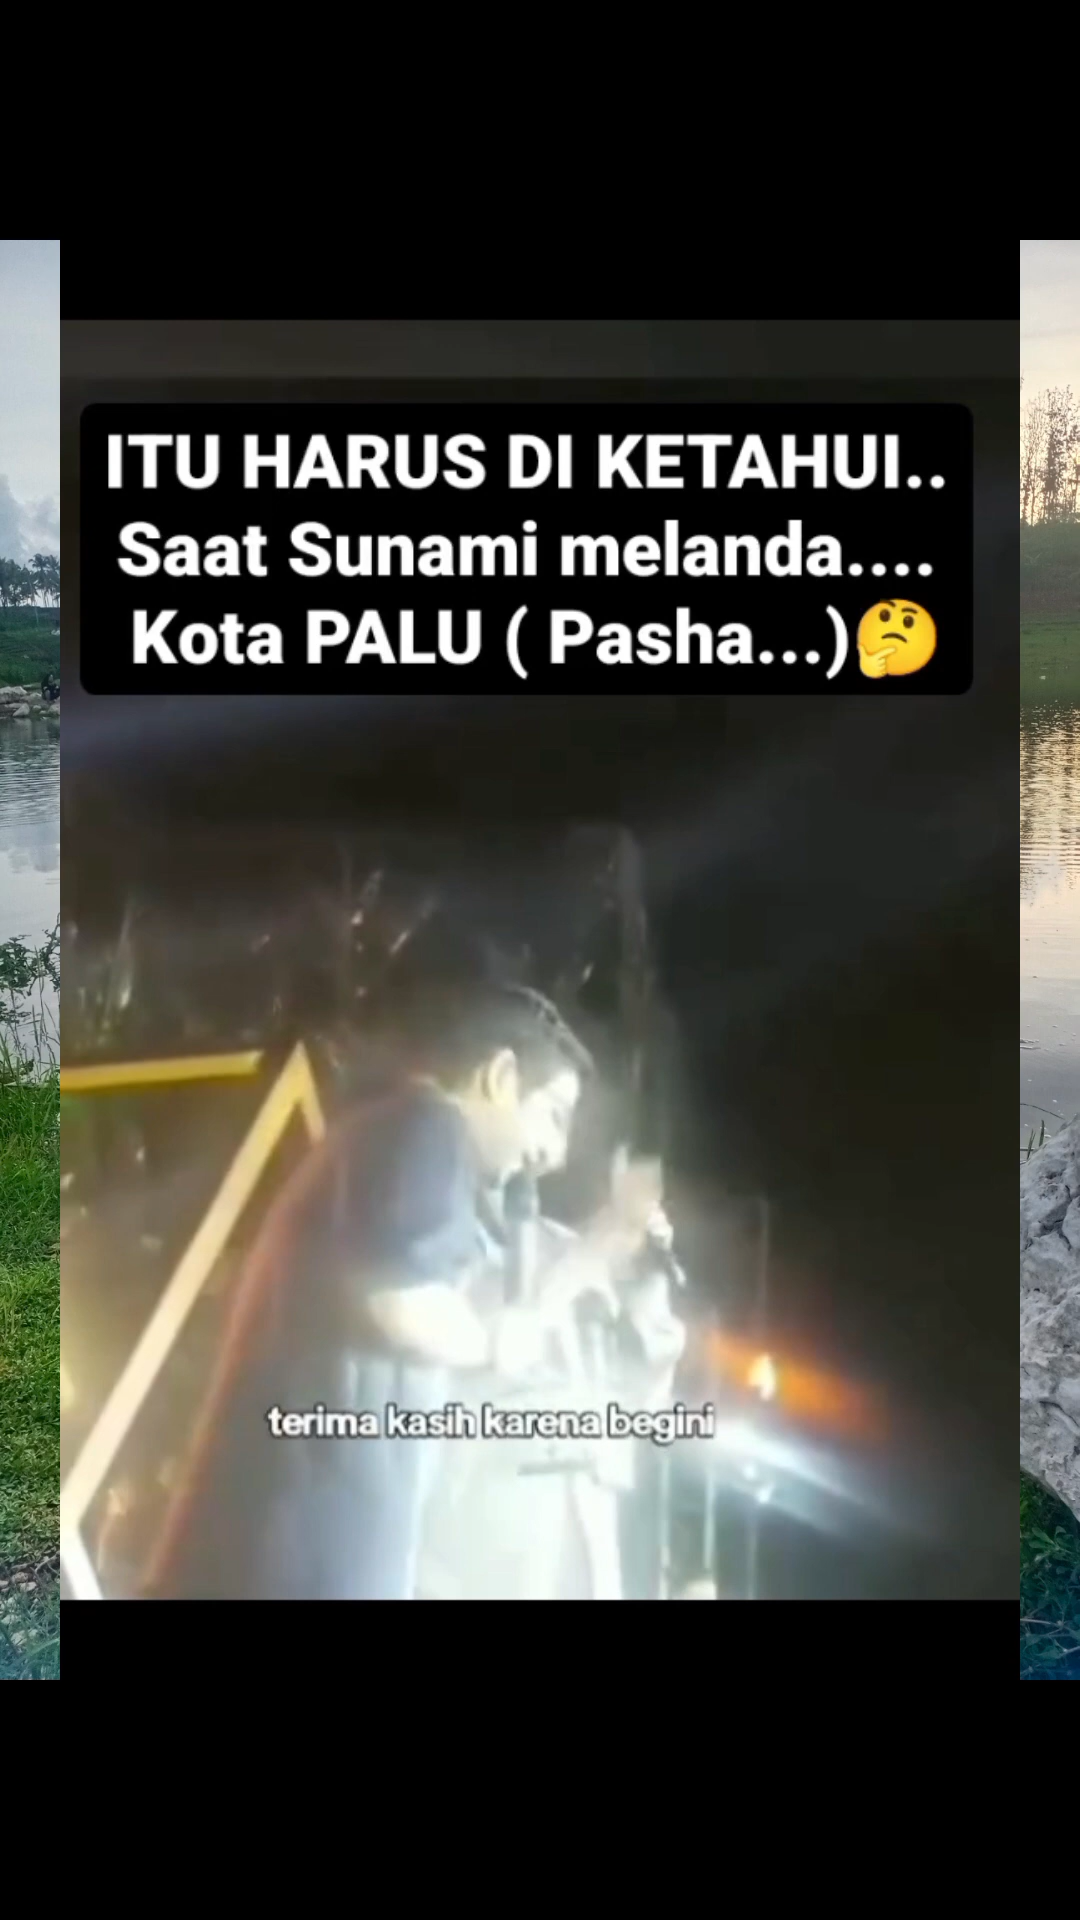 ITU HARUS DI KETAHUI..
Saat Sunami melanda....
Kota PALU ( Pasha...)🤔
terima kasih karena begini